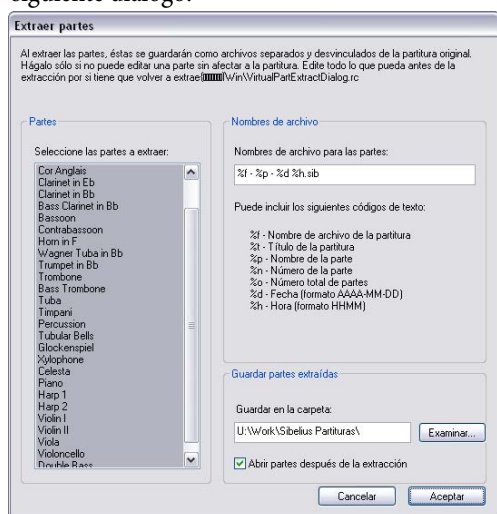 siguiente diálogo:
Extraer partes
Al extraer las partes, éstas se guardarán como archivos separados y desvinculados de la partitura original.
Hágalo sólo si no puede editar una parte sin afectar a la partitura. Edite todo lo que pueda antes de la
extracción por si tiene que volver a extrae Win\VirtualPartExtractDialog.rc
Partes
Seleccione las partes a extraer:
Cor Anglais
Clarinet in Eb
Clarinet in Bb
Bass Clarinet in Bb
Bassoon
Contrabassoon
Horn in F
Wagner Tuba in Bb
Trumpet in Bb
Trombone
Bass Trombone
Tuba
Timpani
Percussion
Tubular Bells
Glockenspiel
Xylophone
Celesta
Piano
Harp 1
Harp 2
Violin I
Violin II
Viola
Violoncello
Double Bass
Nombres de archivo
Nombres de archivo para las partes:
%f - %p - %d %h.sib
Puede incluir los siguientes códigos de texto:
%f - Nombre de archivo de la partitura
%t - Título de la partitura
%p - Nombre de la parte
%n - Número de la parte
%o - Número total de partes
%d - Fecha (formato AAAA-MM-DD)
%h - Hora (formato HHMM)
Guardar partes extraídas
Guardar en la carpeta:
U:\Work\Sibelius Partituras\
Examinar...
Abrir partes después de la extracción
Cancelar
Aceptar